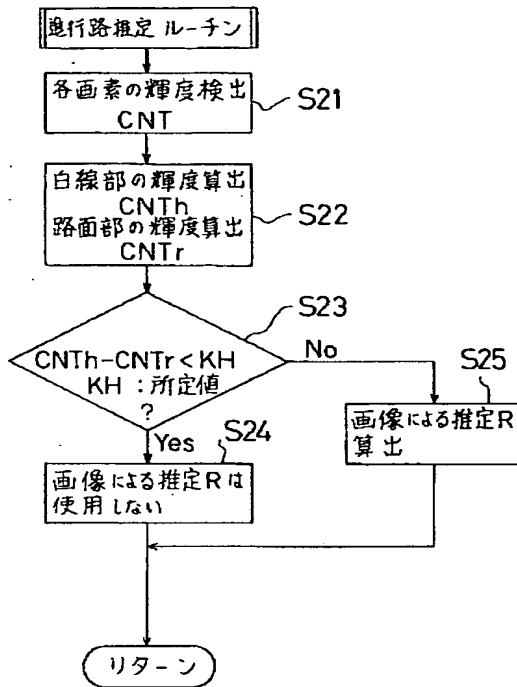 進行路推定 ルーチン
各画素の輝度検出
CNT
S21
白線部の輝度算出
CNTh
路面部の輝度算出
CNTr
S22
S23
CNTh-CNTr<KH
KH：所定値
?
No
Yes
S24
画像による推定Rは
使用しない
S25
画像による推定R
算出
リターン